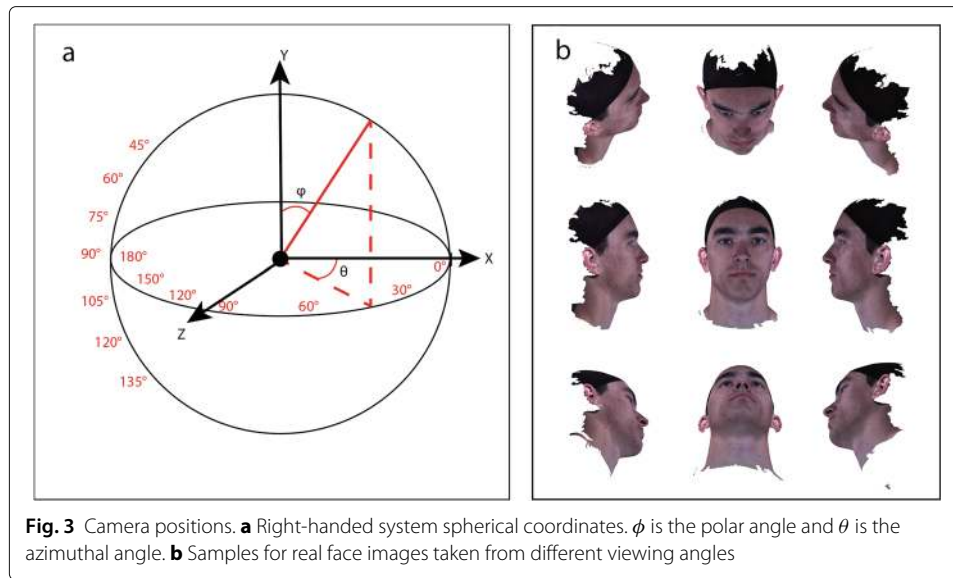 a
Y
45°
60°
75°
90°
105°
120°
135°
φ
X
θ
0°
180°
150°
120°
90°
60°
30°
Z
b
Fig. 3 Camera positions. a Right-handed system spherical coordinates. ϕ is the polar angle and θ is the
azimuthal angle. b Samples for real face images taken from different viewing angles